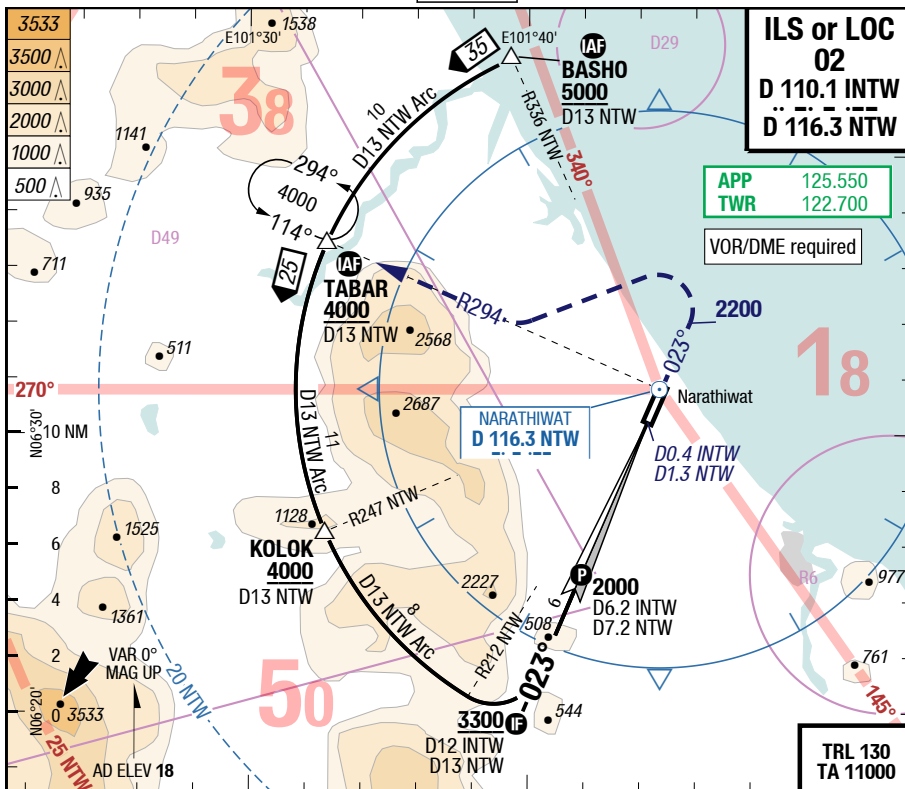 3533
3500
3000
2000
1000
500
ILS or LOC
02
D 110.1 INTW
D 116.3 NTW
APP 125.550
TWR 122.700
VOR/DME required
1538
E101°30'
E101°40'
35
IAF
BASHO
5000
D13 NTW
D29
38
10
D13 NTW Arc
R336 NTW
340°
1141
935
711
D49
294°
4000
114°
25
IAF
TABAR
4000
D13 NTW
R294
2200
023°
2568
18
511
270°
Narathiwat
2687
NARATHIWAT
D 116.3 NTW
D0.4 INTW
D1.3 NTW
N06°30'
10 NM
8
6
4
2
0
N06°20'
D13 NTW Arc
11
R247 NTW
1128
KOLOK
4000
D13 NTW
1525
1361
VAR 0°
MAG UP
3533
25 NTW
20 NTW
AD ELEV 18
50
D13 NTW Arc
8
2227
R212 NTW
508
6
P
2000
D6.2 INTW
D7.2 NTW
023°
3300
IF
D12 INTW
D13 NTW
544
R6
977
761
145°
TRL 130
TA 11000